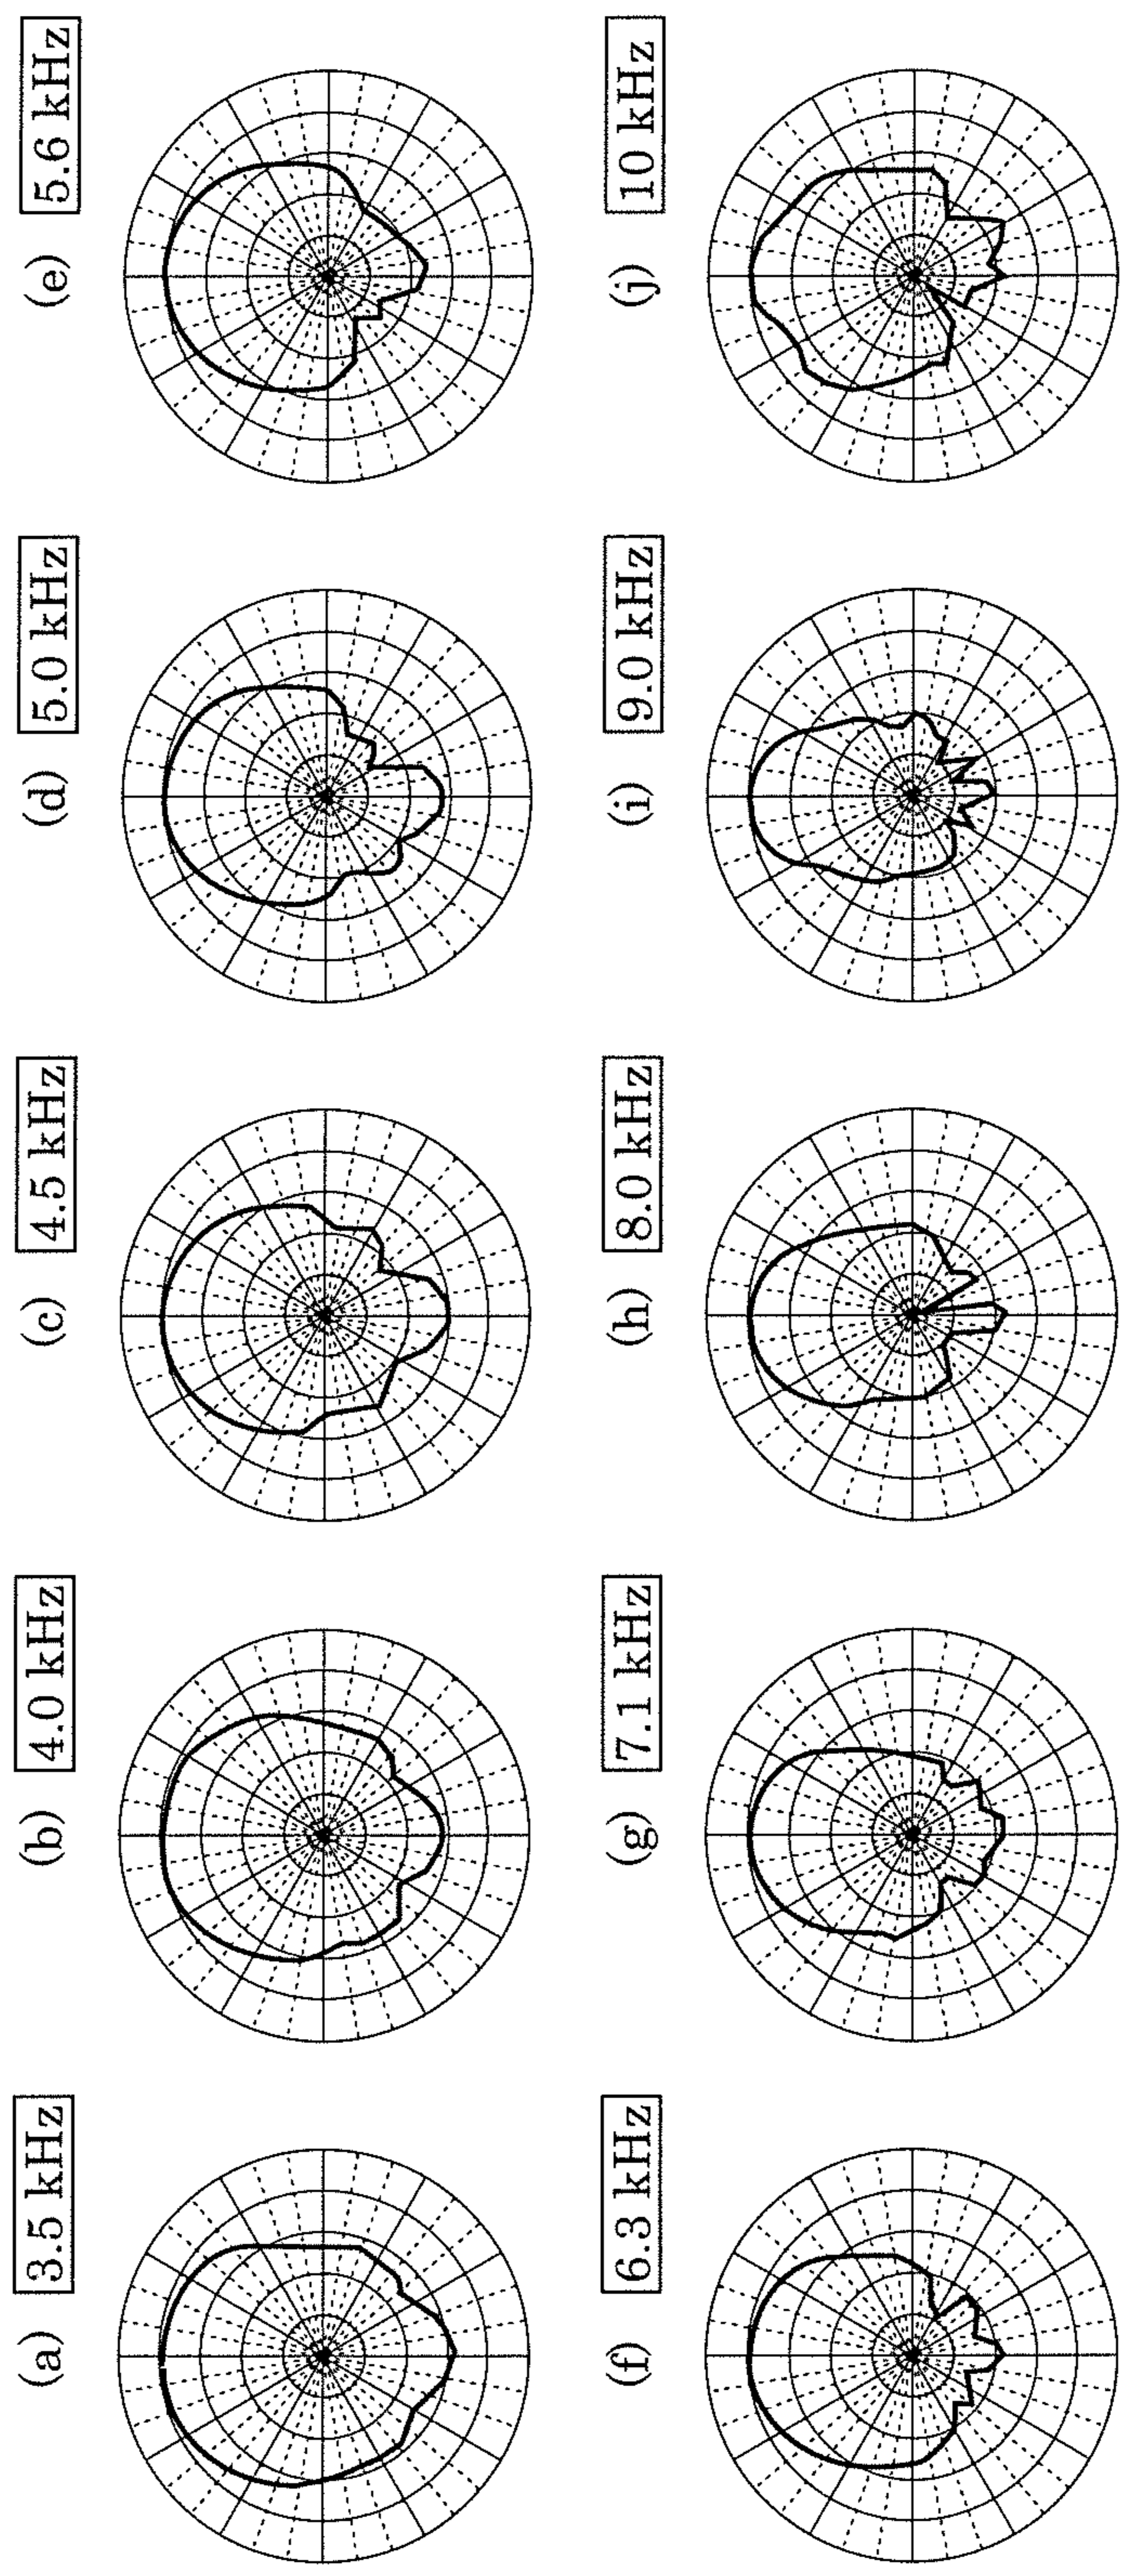 (a) 3.5 kHz
(b) 4.0 kHz
(c) 4.5 kHz
(d) 5.0 kHz
(e) 5.6 kHz
(f) 6.3 kHz
(g) 7.1 kHz
(h) 8.0 kHz
(i) 9.0 kHz
(j) 10 kHz